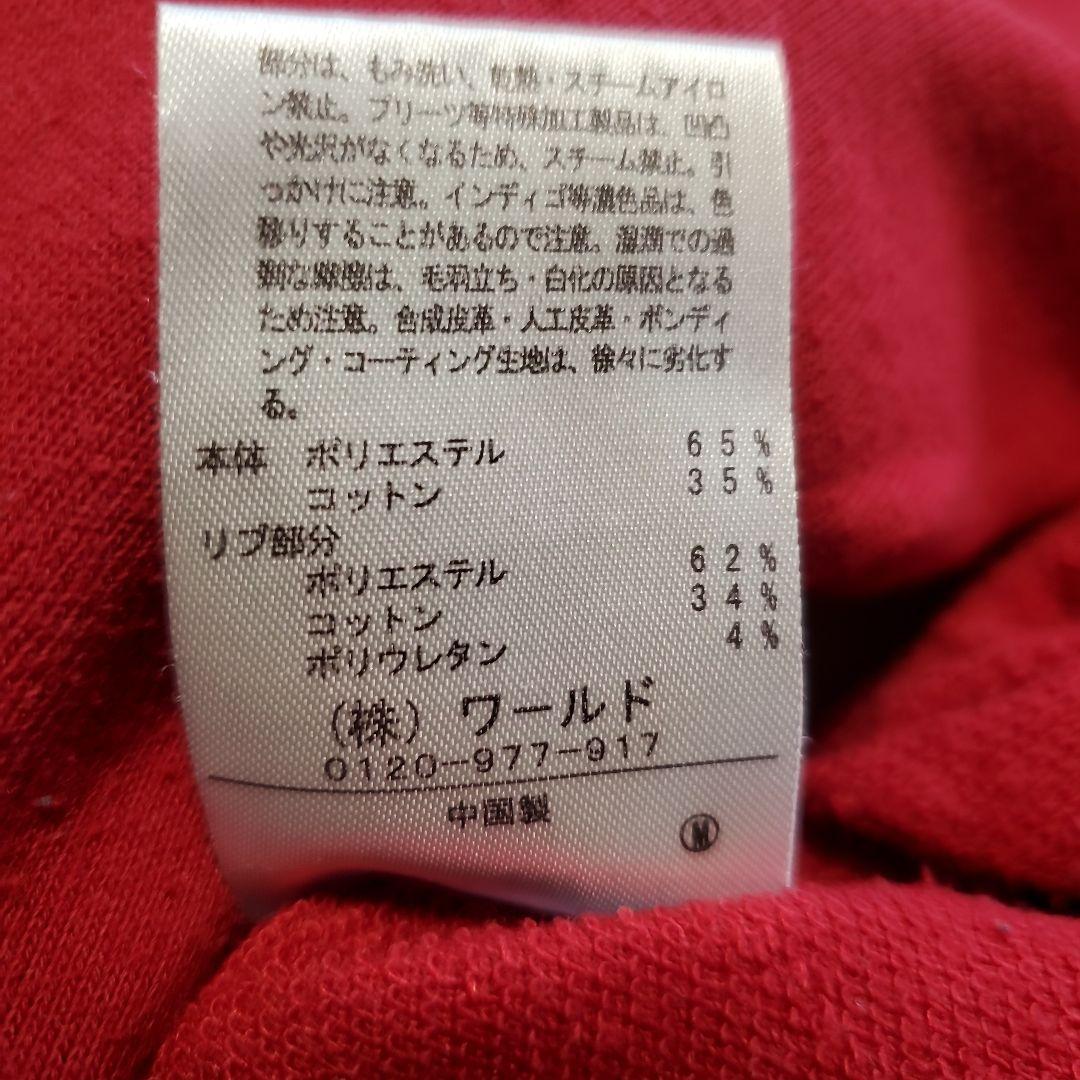 部分は、もみ洗い、乾熱・スチームアイロ
ン禁止。プリーツ等特殊加工製品は、凹凸
や光沢がなくなるため、スチーム禁止。引
っかけに注意。インディゴ等濃色品は、色
移りすることがあるので注意。湿潤での過
剰な摩擦は、毛羽立ち・白化の原因となる
ため注意。合成皮革・人工皮革・ボンディ
ング・コーティング生地は、徐々に劣化す
る。
本体 ポリエステル 65%
コットン 35%
リブ部分
ポリエステル 62%
コットン 34%
ポリウレタン 4%
(株) ワールド
0120-977-917
中国製
Ⓜ